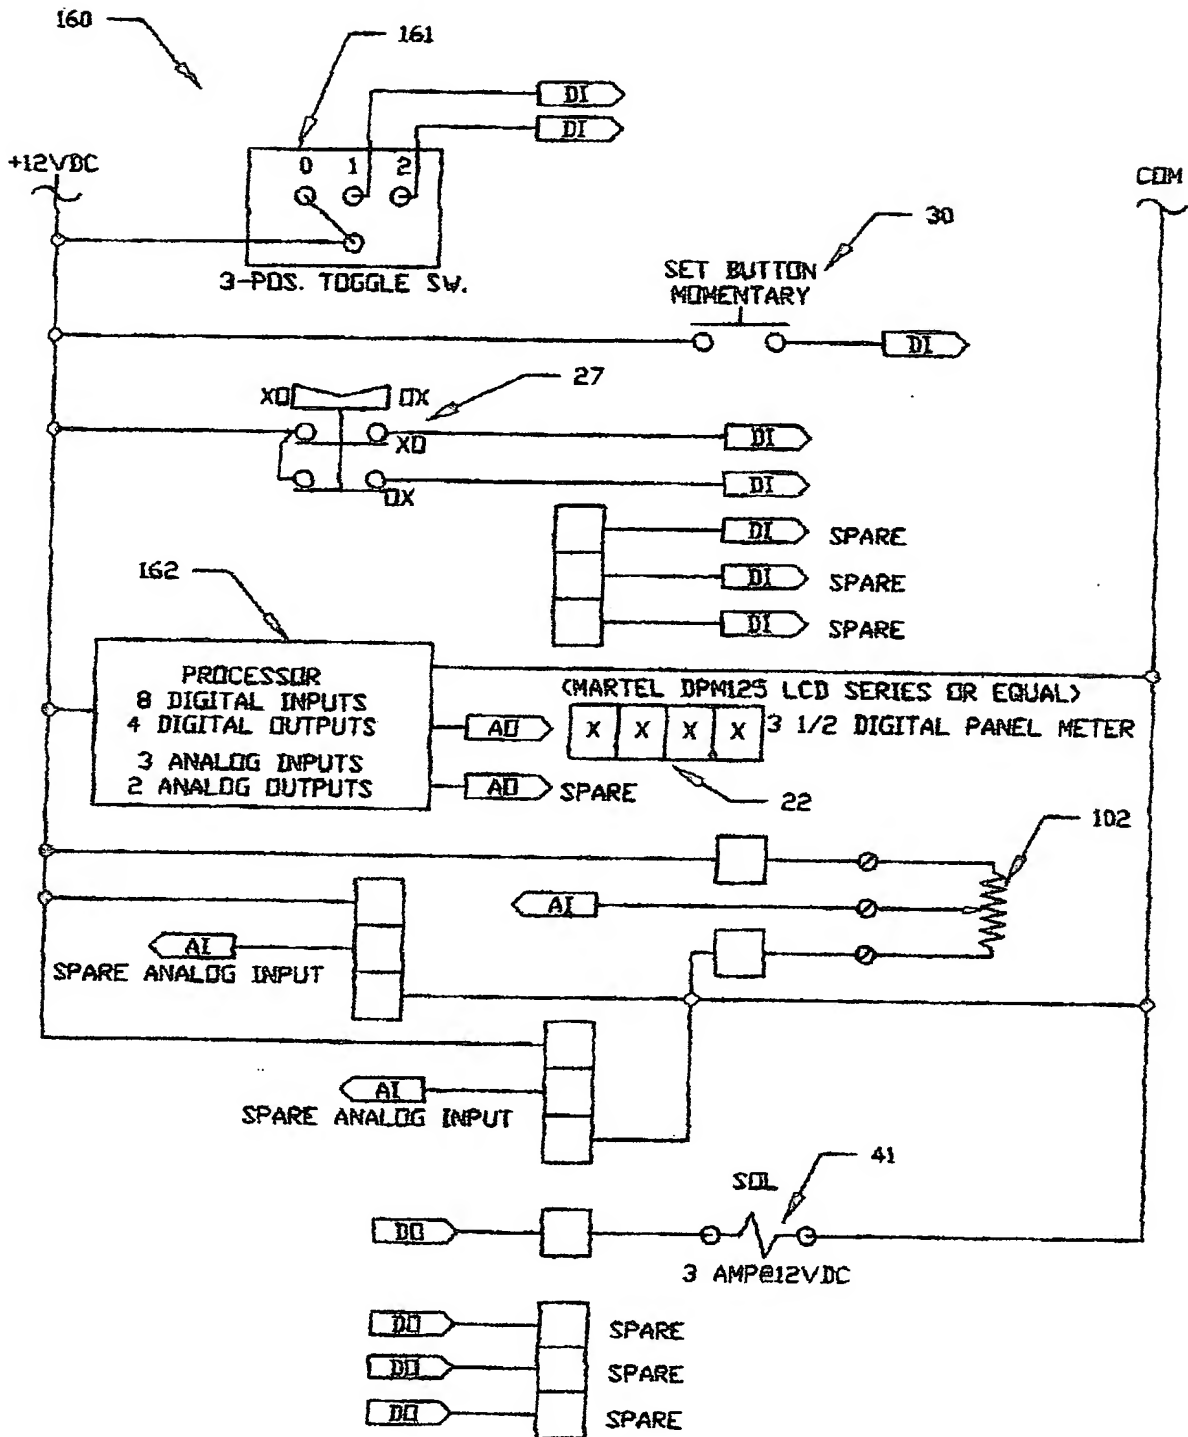 160
161
DI
DI
+12VDC
0 1 2
COM
3-POS. TOGGLE SW.
30
SET BUTTON
MOMENTARY
DI
27
XO OX
XO
DI
OX
DI
DI SPARE
DI SPARE
DI SPARE
162
PROCESSOR
8 DIGITAL INPUTS
4 DIGITAL OUTPUTS
3 ANALOG INPUTS
2 ANALOG OUTPUTS
(MARTEL DPM125 LCD SERIES OR EQUAL)
AO X X X X 3 1/2 DIGITAL PANEL METER
AO SPARE
22
102
AI
AI
SPARE ANALOG INPUT
AI
SPARE ANALOG INPUT
41
SOL
DO
3 AMP@12VDC
DO SPARE
DO SPARE
DO SPARE